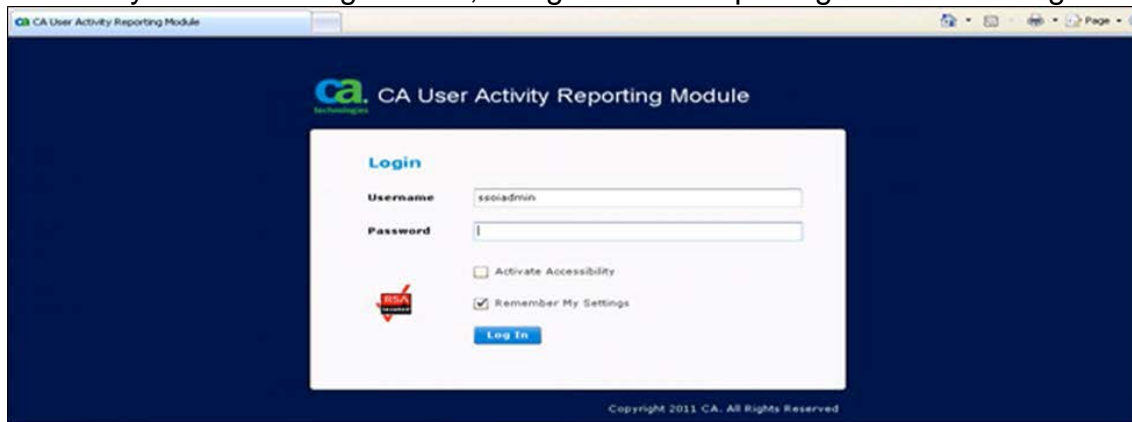 CA User Activity Reporting Module
Page
ca. CA User Activity Reporting Module
technologies
Login
Username ssoiadmin
Password
Activate Accessibility
RSA
Remember My Settings
Log In
Copyright 2011 CA. All Rights Reserved